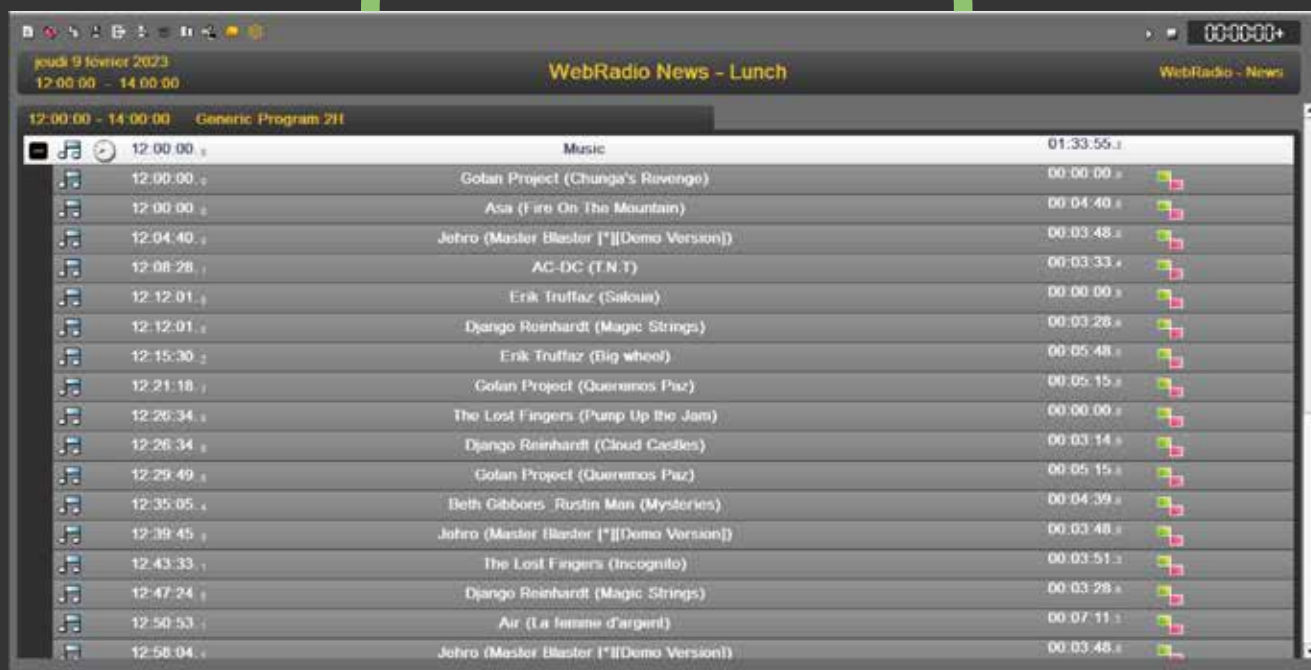 00:00:00+
jeudi 9 février 2023
12:00:00 - 14:00:00
WebRadio News - Lunch
WebRadio - News
12:00:00 - 14:00:00 Generic Program 2H
12:00:00 Music 01:33:55
12:00:00 Gotan Project (Chunga's Revenge) 00:00:00
12:00:00 Asa (Fire On The Mountain) 00:04:40
12:04:40 Jehro (Master Blaster [*][Demo Version]) 00:03:48
12:08:28 AC-DC (T.N.T) 00:03:33
12:12:01 Erik Truffaz (Saloua) 00:00:00
12:12:01 Django Reinhardt (Magic Strings) 00:03:28
12:15:30 Erik Truffaz (Big wheel) 00:05:48
12:21:18 Gotan Project (Queremos Paz) 00:05:15
12:26:34 The Lost Fingers (Pump Up the Jam) 00:00:00
12:26:34 Django Reinhardt (Cloud Castles) 00:03:14
12:29:49 Gotan Project (Queremos Paz) 00:05:15
12:35:05 Beth Gibbons Rustin Man (Mysteries) 00:04:39
12:39:45 Jehro (Master Blaster [*][Demo Version]) 00:03:48
12:43:33 The Lost Fingers (Incognito) 00:03:51
12:47:24 Django Reinhardt (Magic Strings) 00:03:28
12:50:53 Air (La femme d'argent) 00:07:11
12:58:04 Jehro (Master Blaster [*][Demo Version]) 00:03:48